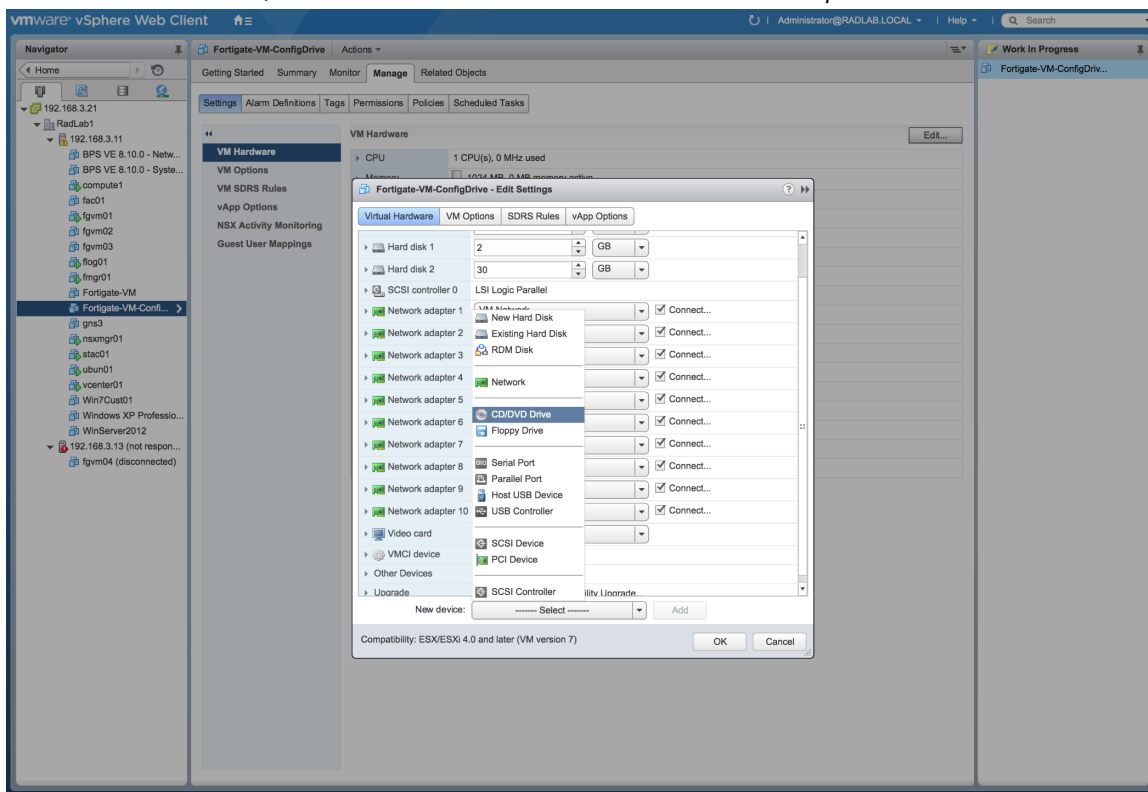 vmware® vSphere Web Client
Administrator@RADLAB.LOCAL
Help
Search
Navigator
Home
192.168.3.21
RadLab1
192.168.3.11
BPS VE 8.10.0 - Netw...
BPS VE 8.10.0 - Syste...
compute1
fac01
fgvm01
fgvm02
fgvm03
flog01
fmgr01
Fortigate-VM
Fortigate-VM-Confi...
gns3
nsxmgr01
stac01
ubun01
vcenter01
Win7Cust01
Windows XP Professio...
WinServer2012
192.168.3.13 (not respon...
fgvm04 (disconnected)
Fortigate-VM-ConfigDrive Actions
Getting Started Summary Monitor Manage Related Objects
Settings Alarm Definitions Tags Permissions Policies Scheduled Tasks
VM Hardware
VM Options
VM SDRS Rules
vApp Options
NSX Activity Monitoring
Guest User Mappings
VM Hardware
Edit...
CPU 1 CPU(s), 0 MHz used
Memory 1024 MB, 0 MB memory active
Fortigate-VM-ConfigDrive - Edit Settings
Virtual Hardware VM Options SDRS Rules vApp Options
Hard disk 1 2 GB
Hard disk 2 30 GB
SCSI controller 0 LSI Logic Parallel
Network adapter 1 VM Network Connect...
Network adapter 2 Connect...
Network adapter 3 Connect...
Network adapter 4 Connect...
Network adapter 5 Connect...
Network adapter 6 Connect...
Network adapter 7 Connect...
Network adapter 8 Connect...
Network adapter 9 Connect...
Network adapter 10 Connect...
Video card
VMCI device
Other Devices
Upgrade
New Hard Disk
Existing Hard Disk
RDM Disk
Network
CD/DVD Drive
Floppy Drive
Serial Port
Parallel Port
Host USB Device
USB Controller
SCSI Device
PCI Device
SCSI Controller
Upgrade...
New device: ------- Select ------- Add
Compatibility: ESX/ESXi 4.0 and later (VM version 7)
OK Cancel
Work In Progress
Fortigate-VM-ConfigDriv...